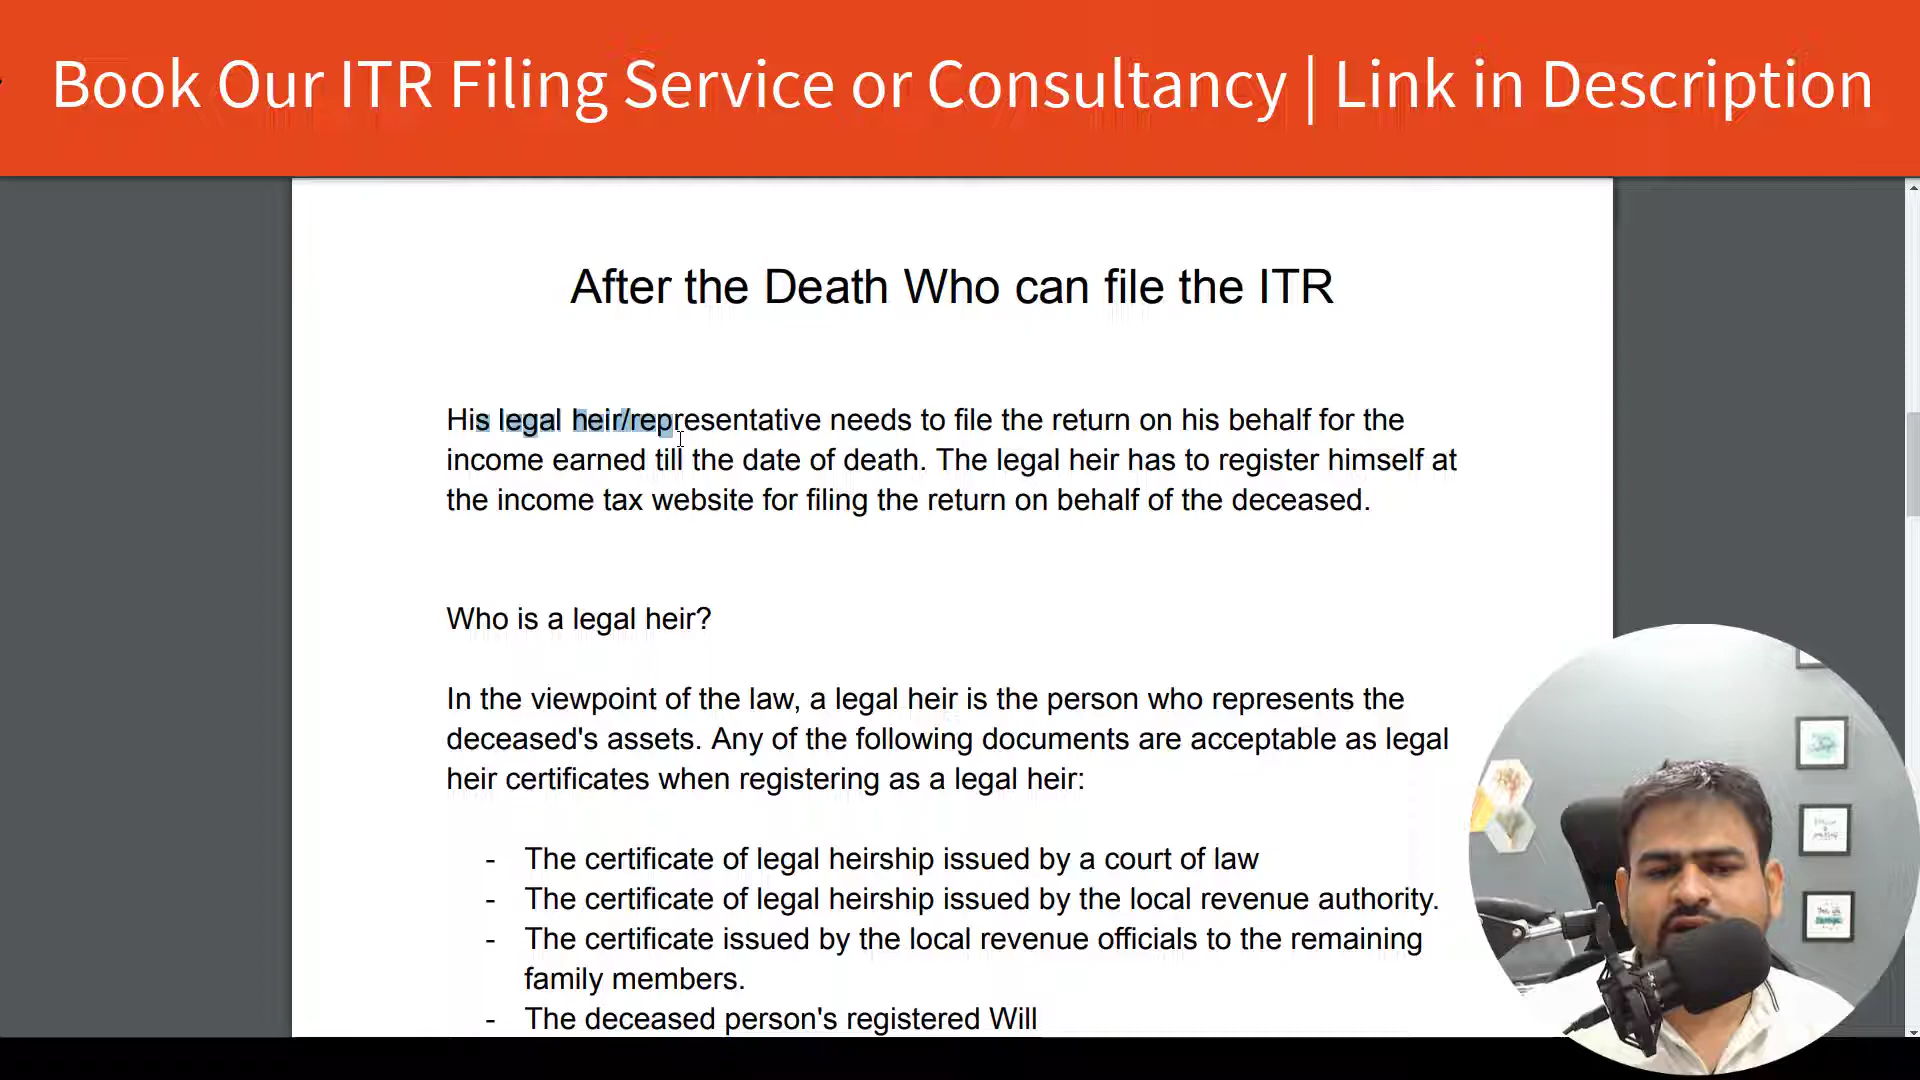 Book Our ITR Filing Service or Consultancy | Link in Description
After the Death Who can file the ITR
His legal heir/representative needs to file the return on his behalf for the
income earned till the date of death. The legal heir has to register himself at
the income tax website for filing the return on behalf of the deceased.
Who is a legal heir?
In the viewpoint of the law, a legal heir is the person who represents the
deceased's assets. Any of the following documents are acceptable as legal
heir certificates when registering as a legal heir:
- The certificate of legal heirship issued by a court of law
- The certificate of legal heirship issued by the local revenue authority.
- The certificate issued by the local revenue officials to the remaining
family members.
- The deceased person's registered Will